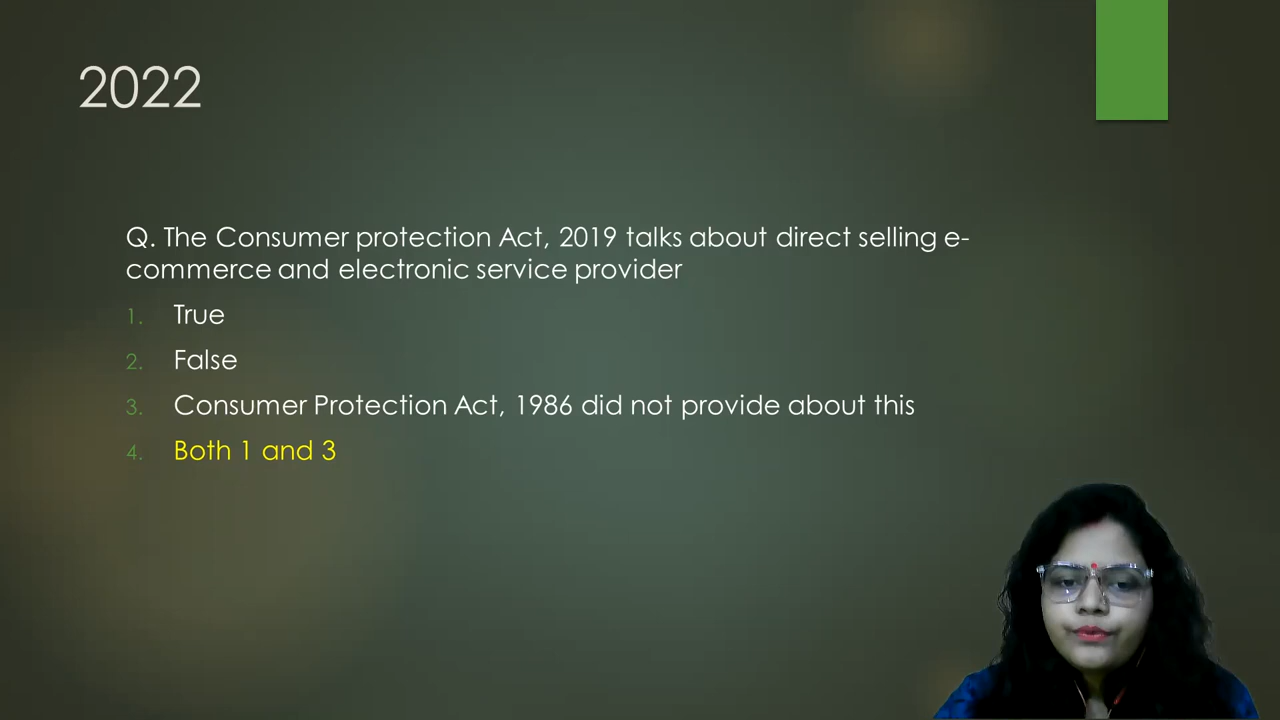 2022
Q. The Consumer protection Act, 2019 talks about direct selling e-
commerce and electronic service provider
1. True
2. False
3. Consumer Protection Act, 1986 did not provide about this
4. Both 1 and 3